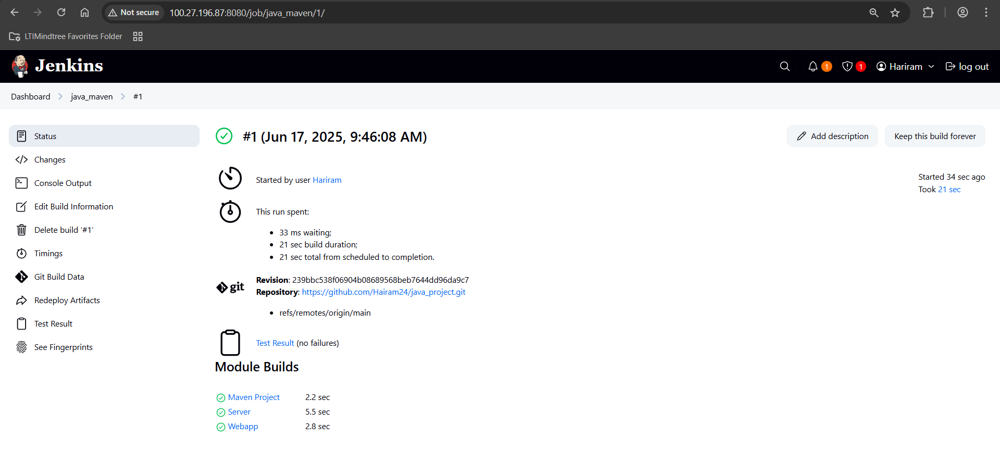 Not secure 100.27.196.87:8080/job/java_maven/1/
LTIMindtree Favorites Folder
Jenkins 1 1 Hariram log out
Dashboard java_maven #1
Status
Changes
Console Output
Edit Build Information
Delete build ‘#1’
Timings
Git Build Data
Redeploy Artifacts
Test Result
See Fingerprints
#1 (Jun 17, 2025, 9:46:08 AM)
Add description Keep this build forever
Started by user Hariram
Started 34 sec ago
Took 21 sec
This run spent:
33 ms waiting;
21 sec build duration;
21 sec total from scheduled to completion.
git
Revision: 239bbc538f06904b08689568beb7644dd96da9c7
Repository: https://github.com/Hairam24/java_project.git
refs/remotes/origin/main
Test Result (no failures)
Module Builds
Maven Project 2.2 sec
Server 5.5 sec
Webapp 2.8 sec